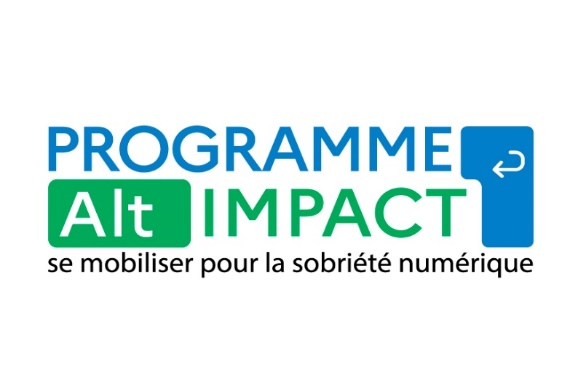 PROGRAMME
Alt IMPACT
se mobiliser pour la sobriété numérique